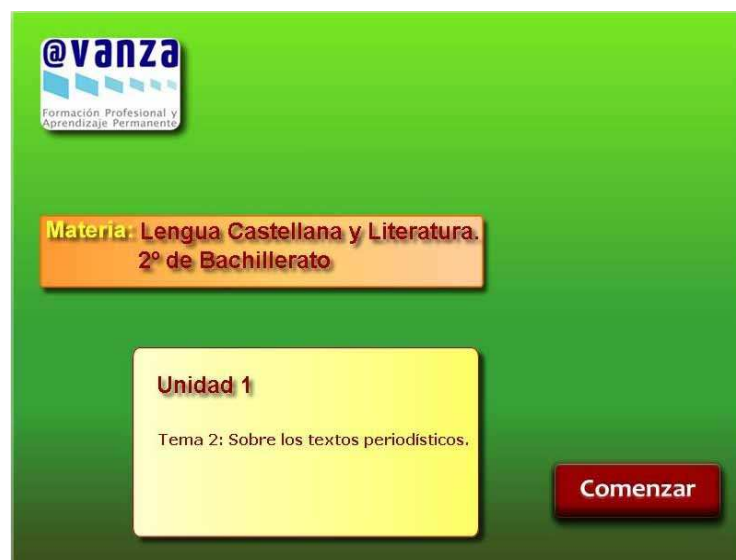 @vanza
Formación Profesional y
Aprendizaje Permanente
Materia: Lengua Castellana y Literatura.
2º de Bachillerato
Unidad 1
Tema 2: Sobre los textos periodísticos.
Comenzar